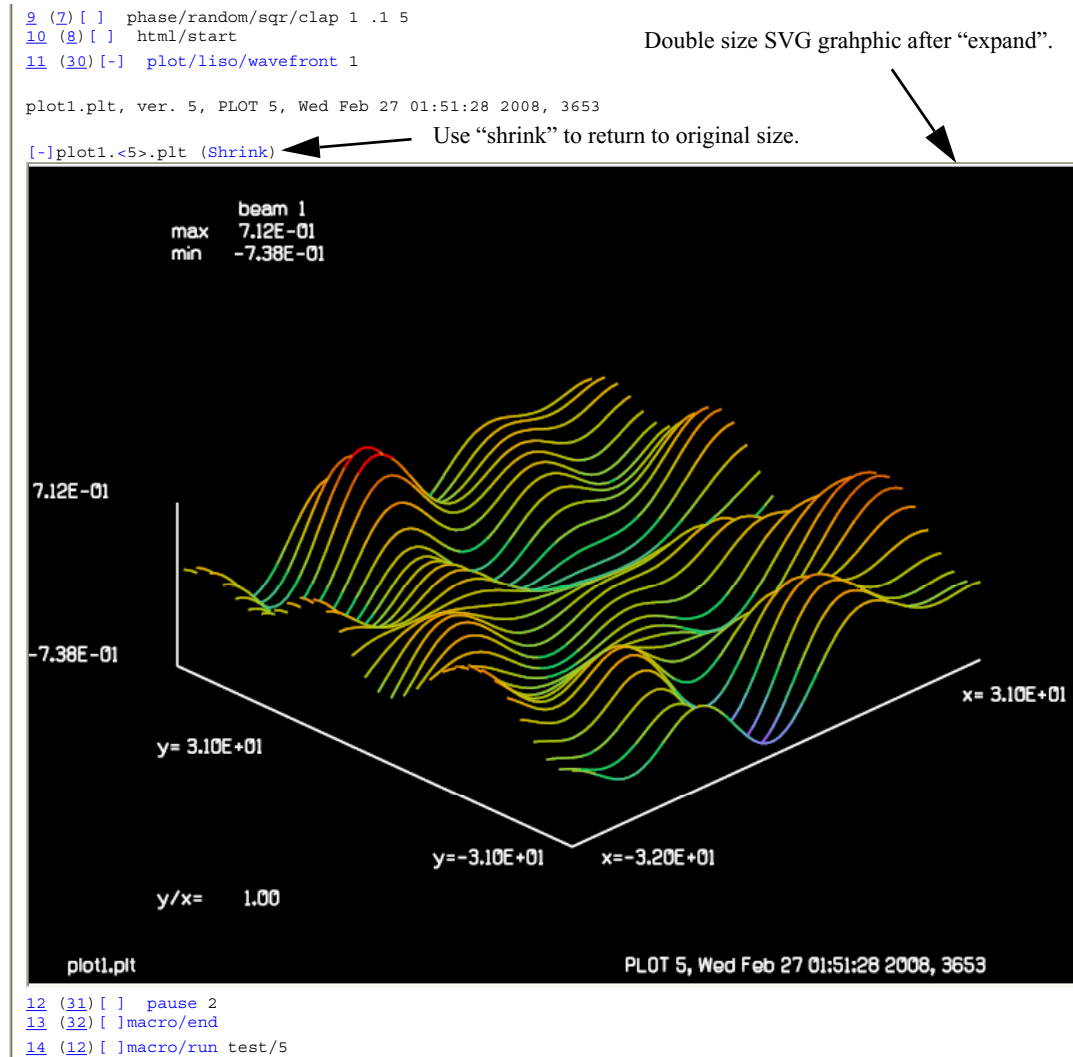 9 (7)[ ]  phase/random/sqr/clap 1 .1 5
10 (8)[ ]  html/start
Double size SVG grahphic after “expand”.
11 (30)[-]  plot/liso/wavefront 1
plot1.plt, ver. 5, PLOT 5, Wed Feb 27 01:51:28 2008, 3653
Use “shrink” to return to original size.
[-]plot1.<5>.plt (Shrink)
beam 1
max 7.12E-01
min -7.38E-01
7.12E-01
-7.38E-01
x= 3.10E+01
y= 3.10E+01
y=-3.10E+01 x=-3.20E+01
y/x= 1.00
plot1.plt PLOT 5, Wed Feb 27 01:51:28 2008, 3653
12 (31)[ ]  pause 2
13 (32)[ ]macro/end
14 (12)[ ]macro/run test/5